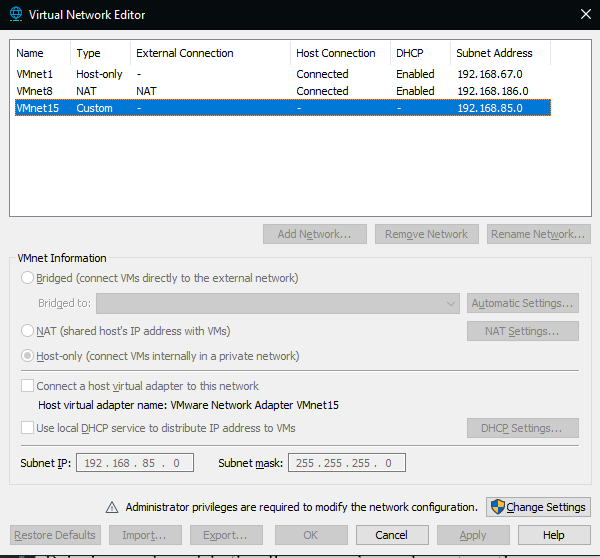 Virtual Network Editor
Name Type External Connection Host Connection DHCP Subnet Address
VMnet1 Host-only - Connected Enabled 192.168.67.0
VMnet8 NAT NAT Connected Enabled 192.168.186.0
VMnet15 Custom - - - 192.168.85.0
Add Network... Remove Network Rename Network...
VMnet Information
Bridged (connect VMs directly to the external network)
Bridged to: Automatic Settings...
NAT (shared host's IP address with VMs) NAT Settings...
Host-only (connect VMs internally in a private network)
Connect a host virtual adapter to this network
Host virtual adapter name: VMware Network Adapter VMnet15
Use local DHCP service to distribute IP address to VMs DHCP Settings...
Subnet IP: 192 . 168 . 85 . 0 Subnet mask: 255 . 255 . 255 . 0
Administrator privileges are required to modify the network configuration. Change Settings
Restore Defaults Import... Export... OK Cancel Apply Help